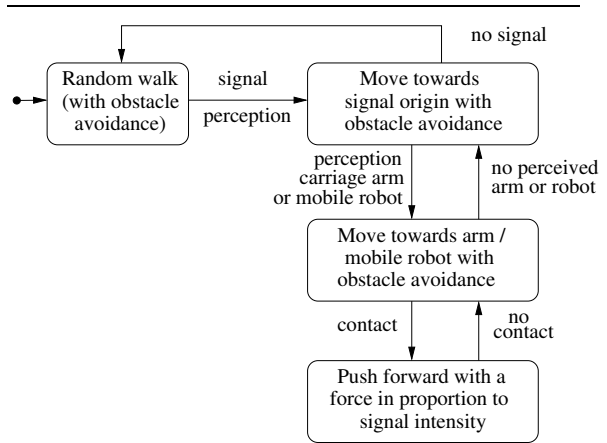 no signal
Random walk
(with obstacle
avoidance)
signal
perception
Move towards
signal origin with
obstacle avoidance
perception
carriage arm
or mobile robot
no perceived
arm or robot
Move towards arm /
mobile robot with
obstacle avoidance
contact
no
contact
Push forward with a
force in proportion to
signal intensity